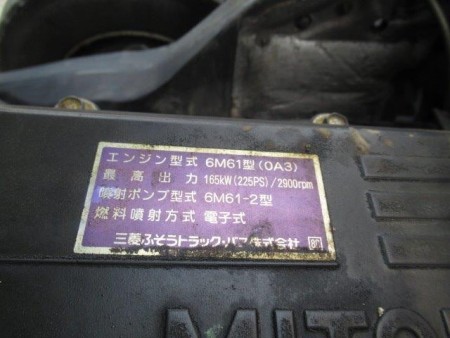 エンジン型式 6M61型(0A3)
最高出力 165kW(225PS)/2900rpm
噴射ポンプ型式 6M61-2型
燃料噴射方式 電子式
三菱ふそうトラック・バス株式会社